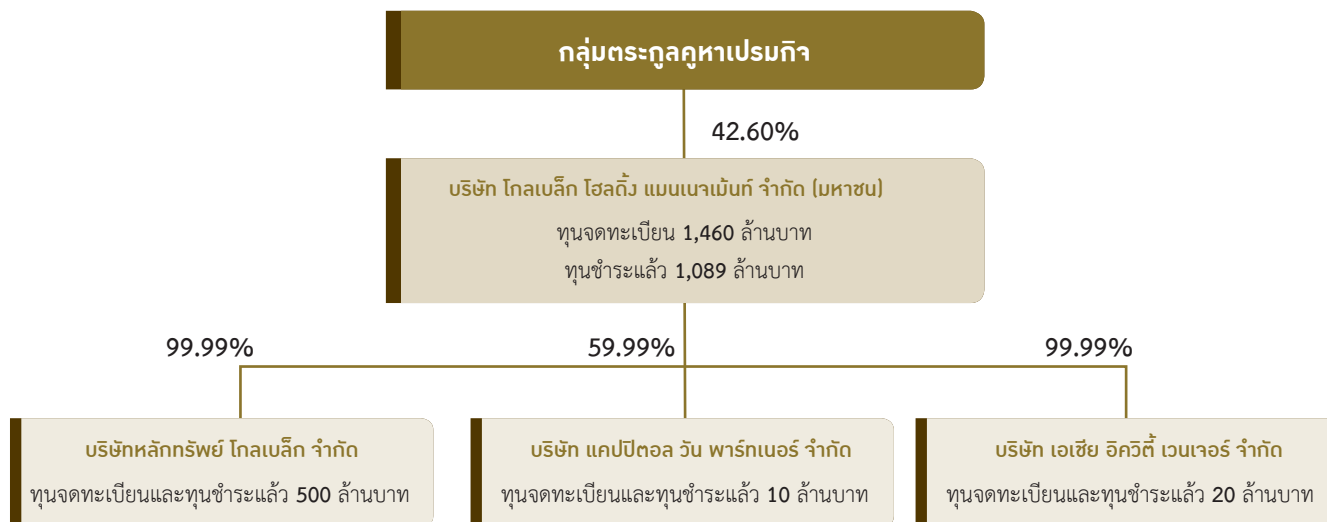 กลุ่มตระกูลคูหาเปรมกิจ
42.60%
บริษัท โกลเบล็ก โฮลดิ้ง แมนเนจเม้นท์ จำกัด (มหาชน)
ทุนจดทะเบียน 1,460 ล้านบาท
ทุนชำระแล้ว 1,089 ล้านบาท
99.99%
59.99%
99.99%
บริษัทหลักทรัพย์ โกลเบล็ก จำกัด
ทุนจดทะเบียนและทุนชำระแล้ว 500 ล้านบาท
บริษัท แคปปิตอล วัน พาร์ทเนอร์ จำกัด
ทุนจดทะเบียนและทุนชำระแล้ว 10 ล้านบาท
บริษัท เอเซีย อิควิตี้ เวนเจอร์ จำกัด
ทุนจดทะเบียนและทุนชำระแล้ว 20 ล้านบาท